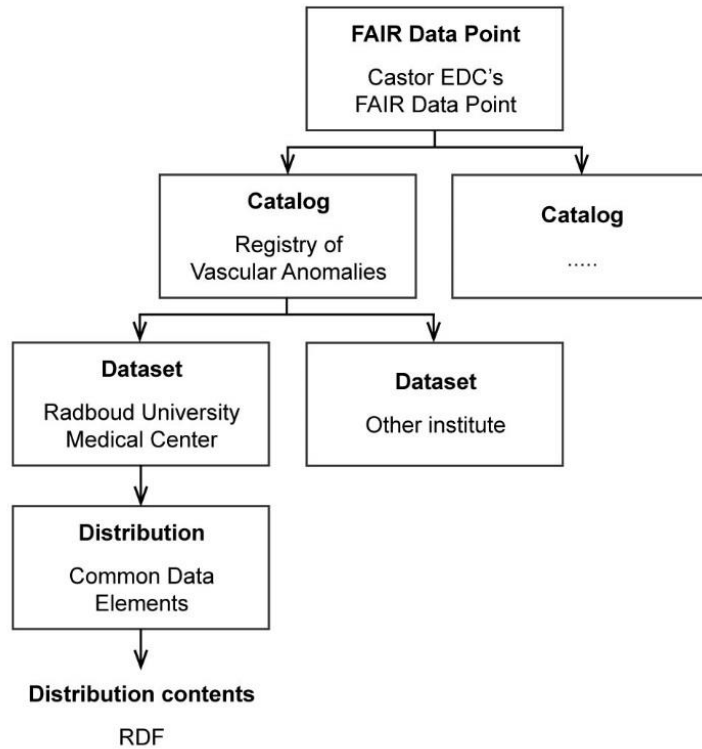 FAIR Data Point
Castor EDC's
FAIR Data Point
Catalog
Registry of
Vascular Anomalies
Catalog
.....
Dataset
Radboud University
Medical Center
Dataset
Other institute
Distribution
Common Data
Elements
Distribution contents
RDF